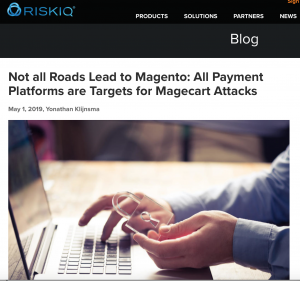 Sign
RISKIQ
PRODUCTS SOLUTIONS PARTNERS NEWS
Blog
Not all Roads Lead to Magento: All Payment
Platforms are Targets for Magecart Attacks
May 1, 2019, Yonathan Klijnsma